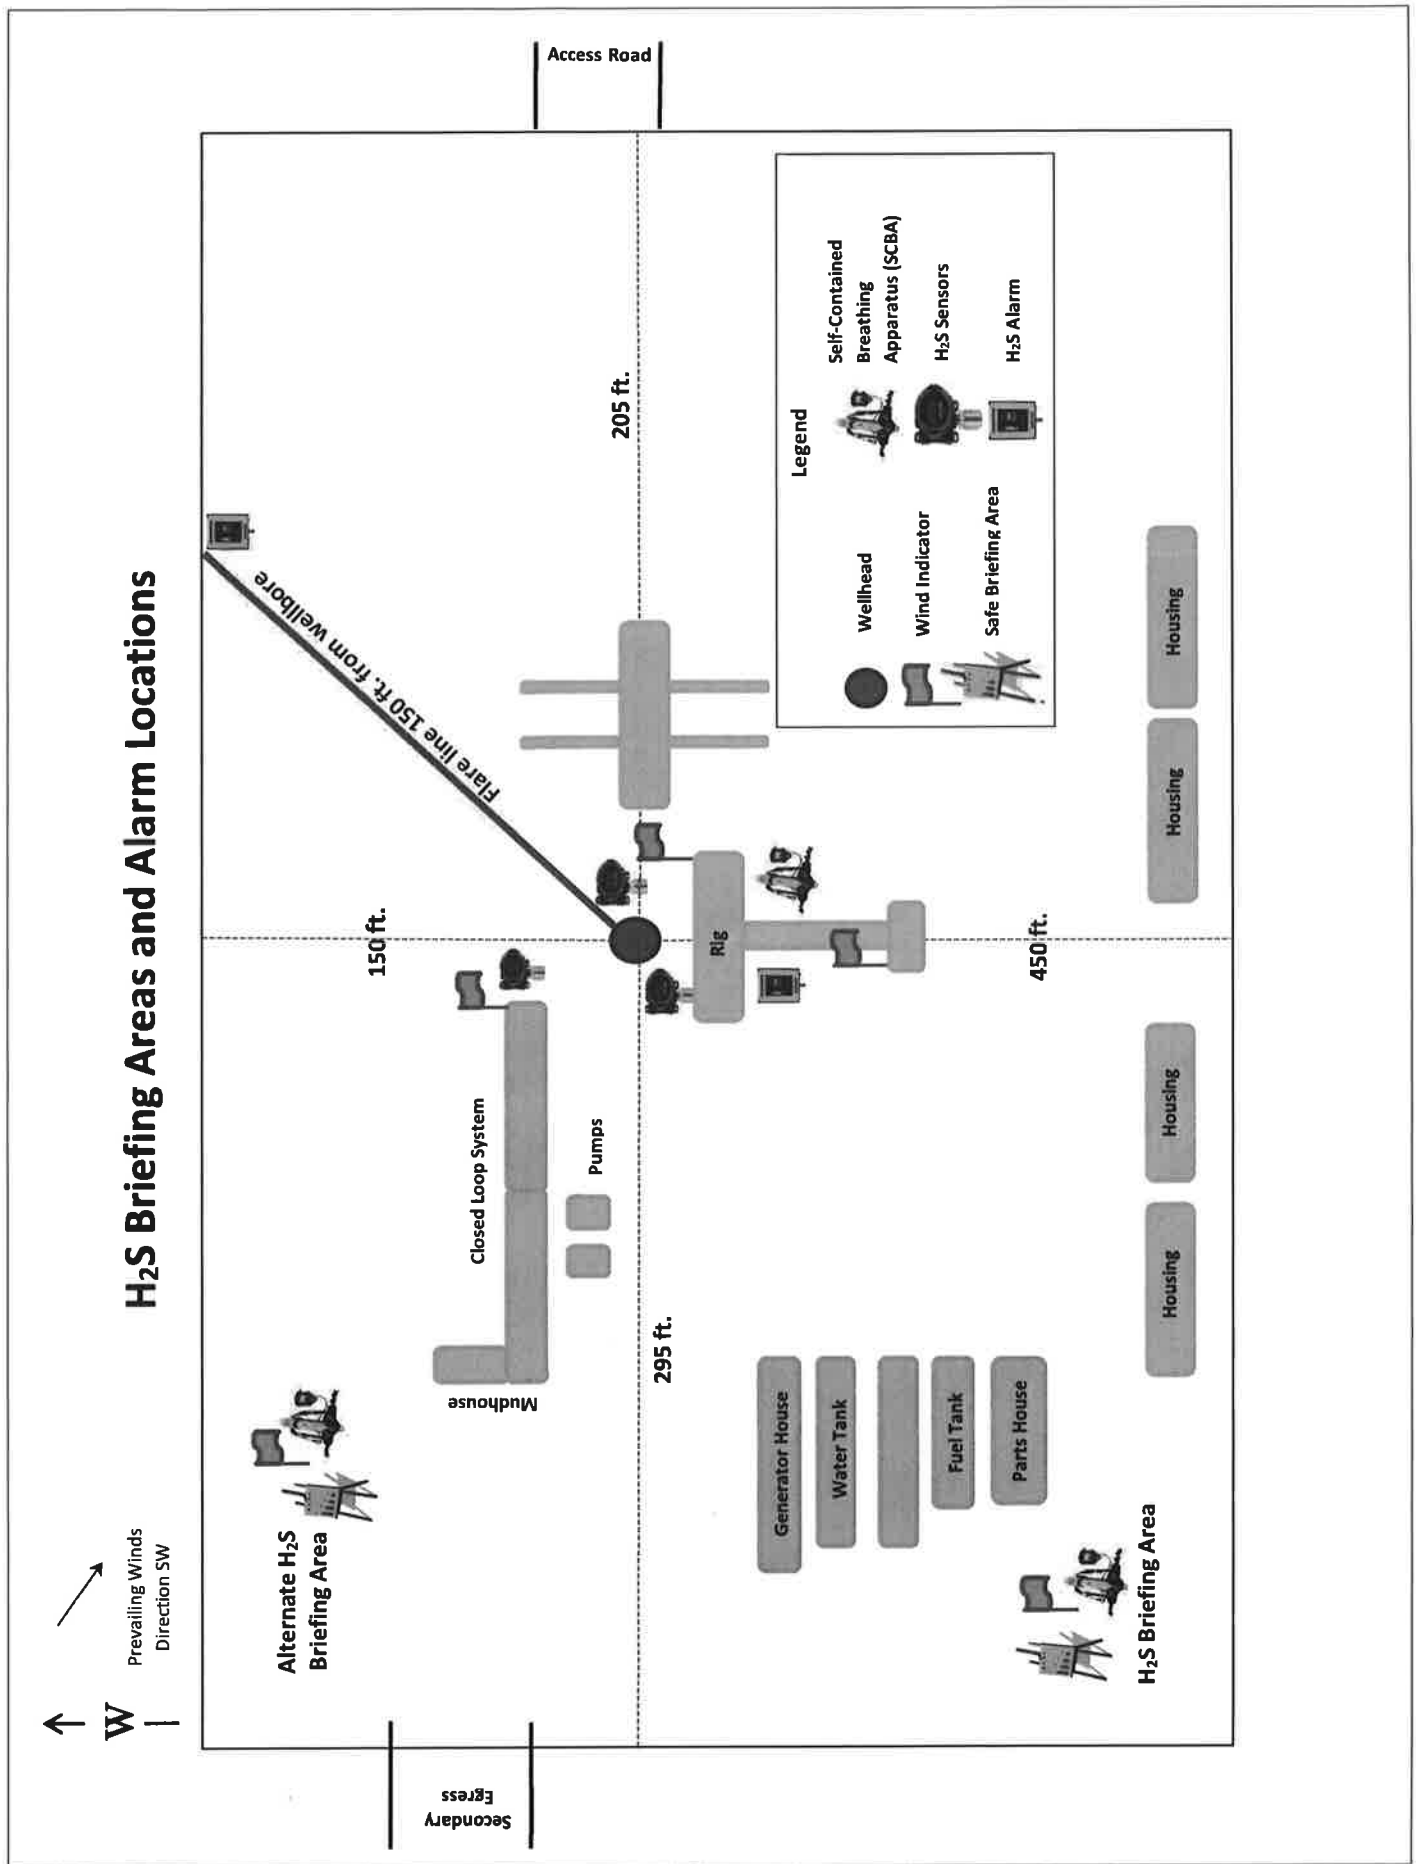 H₂S Briefing Areas and Alarm Locations
W
Prevailing Winds
Direction SW
Secondary
Egress
Access Road
Alternate H₂S
Briefing Area
Mudhouse
Closed Loop System
Pumps
150 ft.
Flare line 150 ft. from wellbore
295 ft.
205 ft.
Rig
450 ft.
Generator House
Water Tank
Fuel Tank
Parts House
H₂S Briefing Area
Housing
Housing
Housing
Housing
Legend
Wellhead
Wind Indicator
Safe Briefing Area
Self-Contained
Breathing
Apparatus (SCBA)
H₂S Sensors
H₂S Alarm